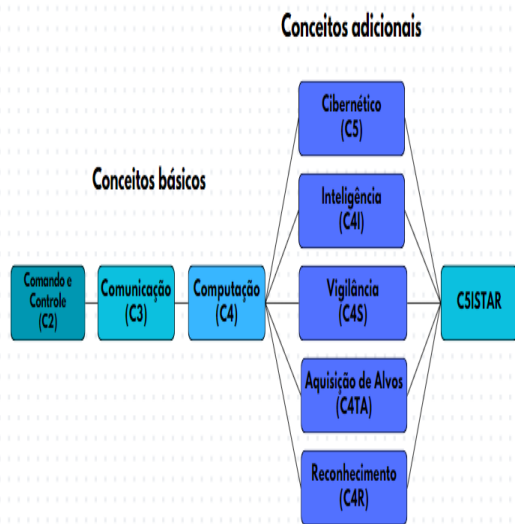 Conceitos adicionais
Conceitos básicos
Comando e
Controle
(C2)
Comunicação
(C3)
Computação
(C4)
Cibernético
(C5)
Inteligência
(C4I)
Vigilância
(C4S)
Aquisição de Alvos
(C4TA)
Reconhecimento
(C4R)
C5ISTAR